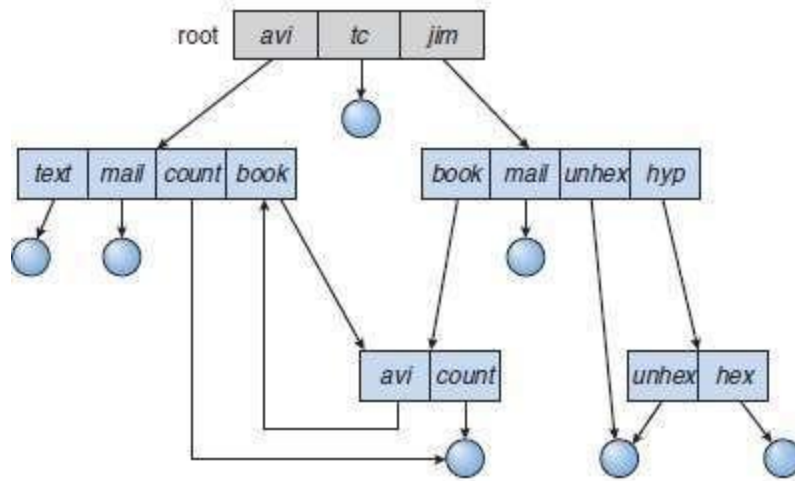 root avi tc jim
text mail count book book mail unhex hyp
avi count unhex hex